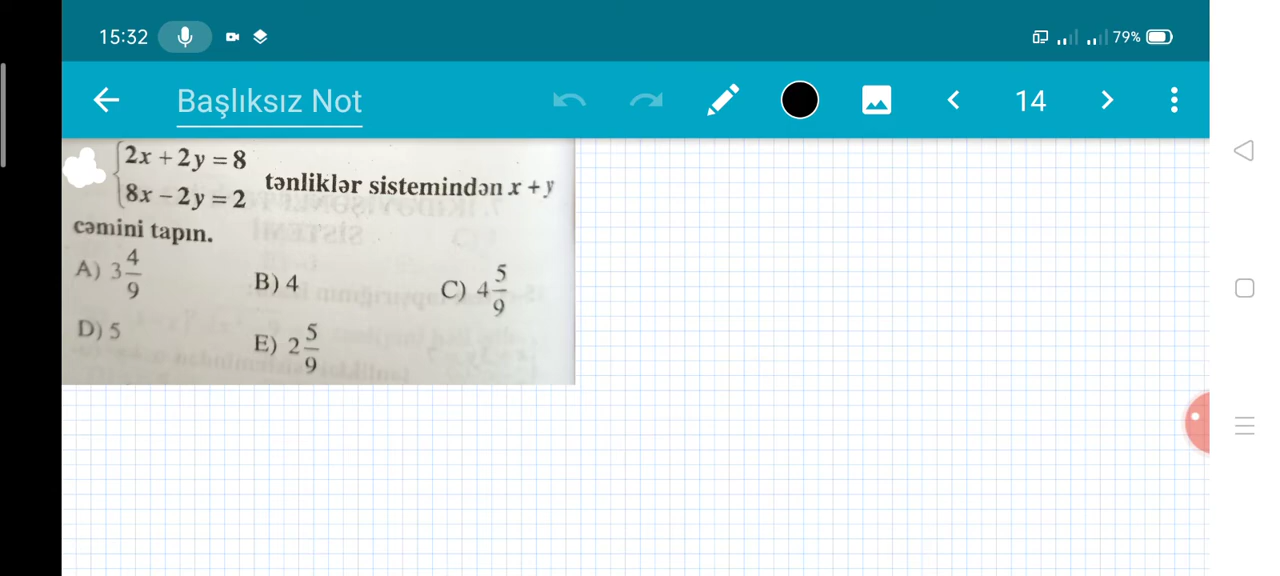 15:32
79%
Başlıksız Not
14
2x + 2y = 8
8x − 2y = 2
tənliklər sistemindən x + y
cəmini tapın.
A) 3 4/9 B) 4 C) 4 5/9
D) 5 E) 2 5/9